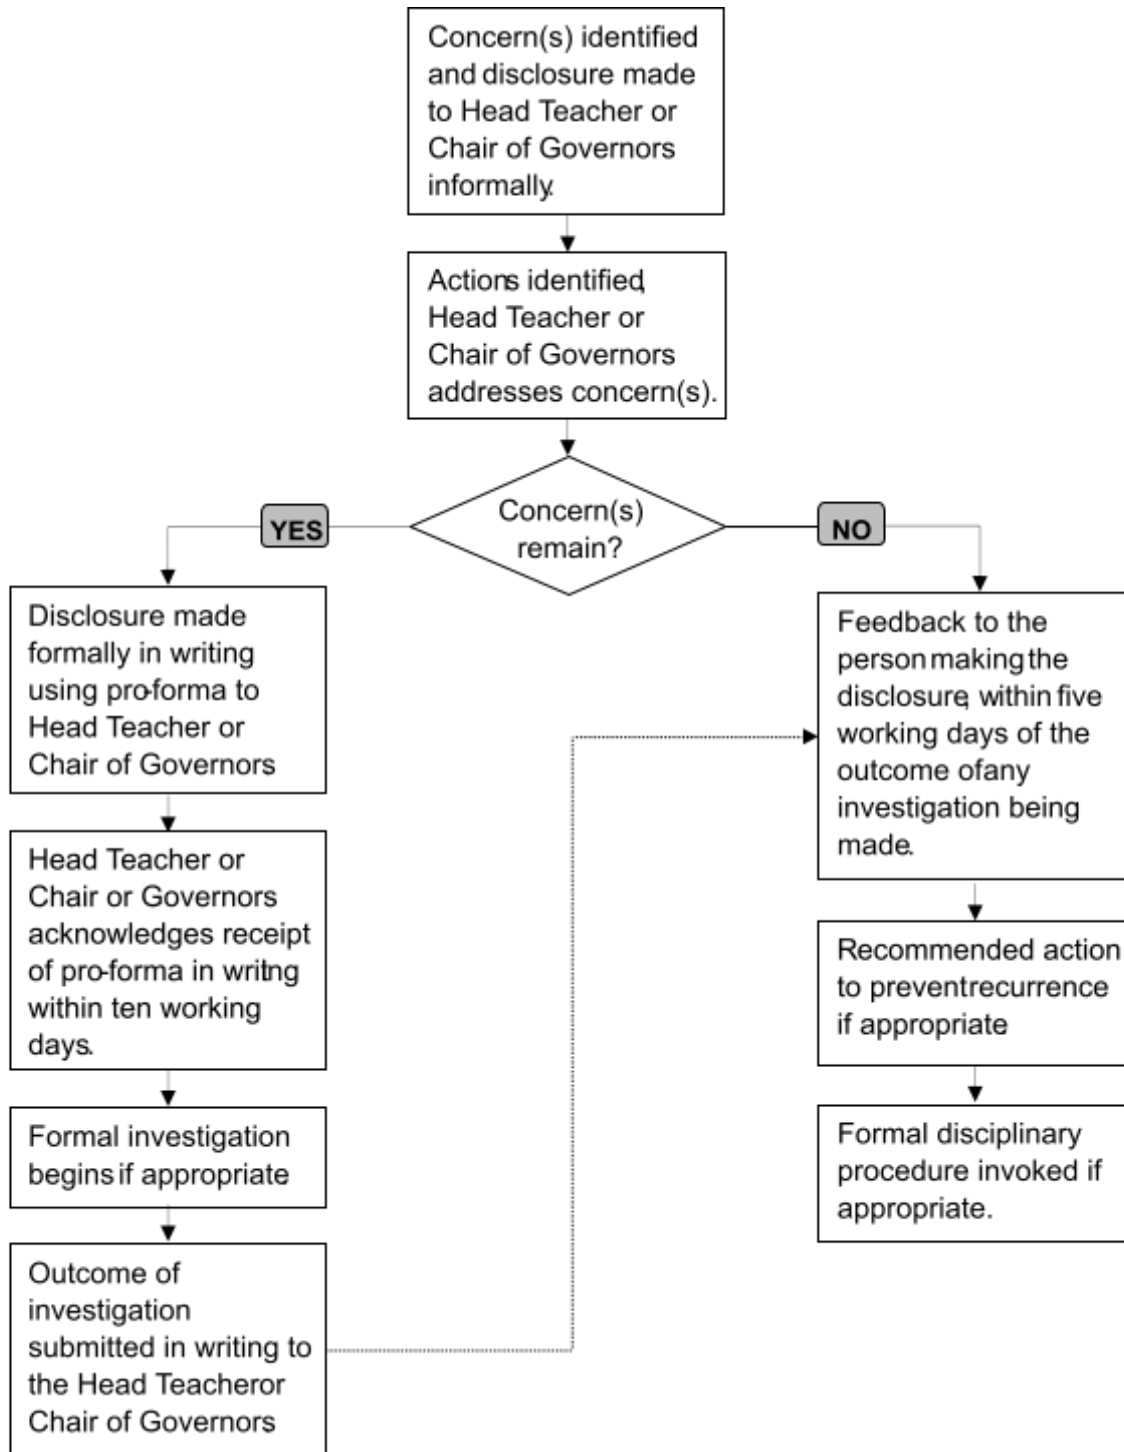 Concern(s) identified
and disclosure made
to Head Teacher or
Chair of Governors
informally.
Actions identified,
Head Teacher or
Chair of Governors
addresses concern(s).
Concern(s)
remain?
YES
NO
Disclosure made
formally in writing
using pro-forma to
Head Teacher or
Chair of Governors
Head Teacher or
Chair or Governors
acknowledges receipt
of pro-forma in writng
within ten working
days.
Formal investigation
begins if appropriate
Outcome of
investigation
submitted in writing to
the Head Teacheror
Chair of Governors
Feedback to the
person making the
disclosure, within five
working days of the
outcome ofany
investigation being
made.
Recommended action
to preventrecurrence
if appropriate
Formal disciplinary
procedure invoked if
appropriate.